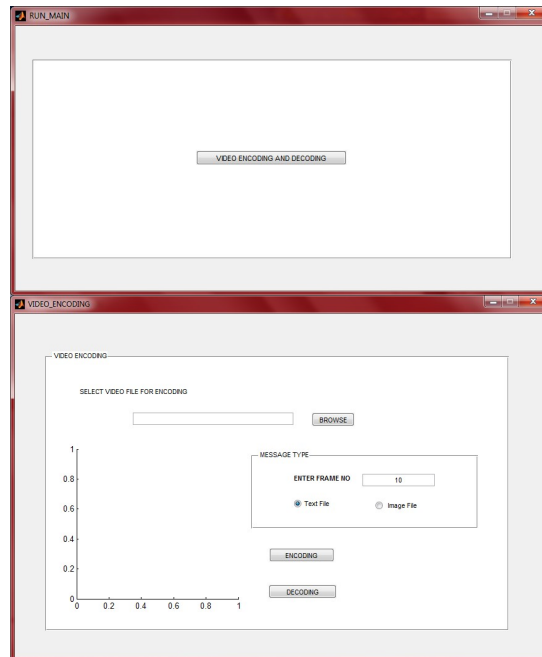 RUN_MAIN
VIDEO ENCODING AND DECODING
VIDEO_ENCODING
VIDEO ENCODING
SELECT VIDEO FILE FOR ENCODING
BROWSE
MESSAGE TYPE
ENTER FRAME NO 10
Text File Image File
ENCODING
DECODING
1
0.8
0.6
0.4
0.2
0
0 0.2 0.4 0.6 0.8 1